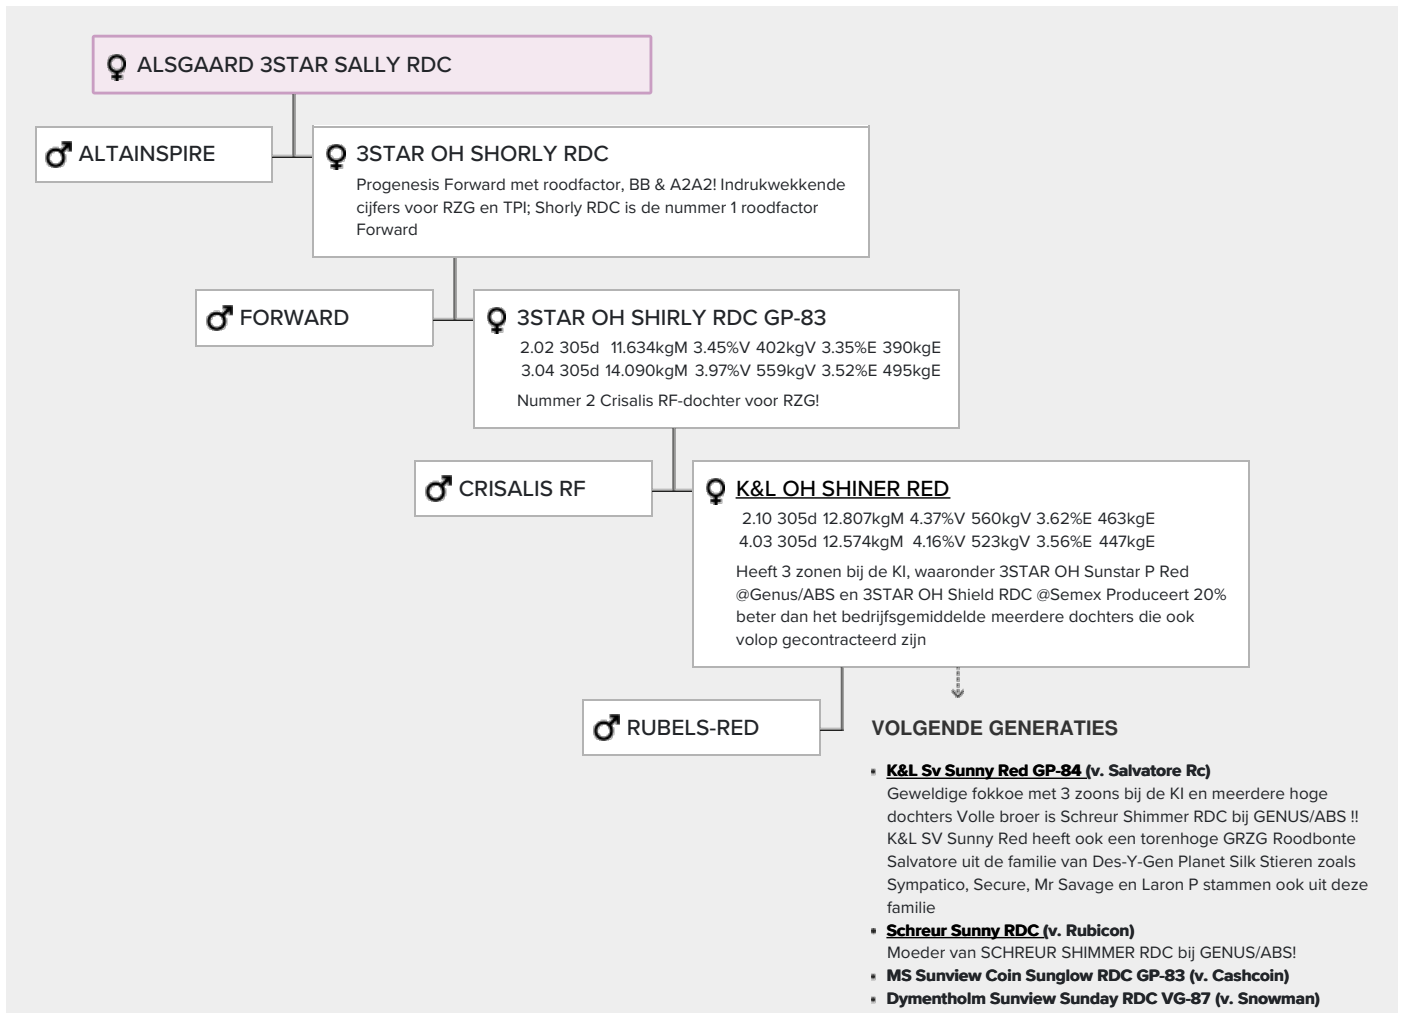 ALSGAARD 3STAR SALLY RDC
ALTAINSPIRE
3STAR OH SHORLY RDC
Progenesis Forward met roodfactor, BB & A2A2! Indrukwekkende
cijfers voor RZG en TPI; Shorly RDC is de nummer 1 roodfactor
Forward
FORWARD
3STAR OH SHIRLY RDC GP-83
2.02 305d 11.634kgM 3.45%V 402kgV 3.35%E 390kgE
3.04 305d 14.090kgM 3.97%V 559kgV 3.52%E 495kgE
Nummer 2 Crisalis RF-dochter voor RZG!
CRISALIS RF
K&L OH SHINER RED
2.10 305d 12.807kgM 4.37%V 560kgV 3.62%E 463kgE
4.03 305d 12.574kgM 4.16%V 523kgV 3.56%E 447kgE
Heeft 3 zonen bij de KI, waaronder 3STAR OH Sunstar P Red
@Genus/ABS en 3STAR OH Shield RDC @Semex Produceert 20%
beter dan het bedrijfsgemiddelde meerdere dochters die ook
volop gecontracteerd zijn
RUBELS-RED
VOLGENDE GENERATIES
K&L Sv Sunny Red GP-84 (v. Salvatore Rc)
Geweldige fokkoe met 3 zoons bij de KI en meerdere hoge
dochters Volle broer is Schreur Shimmer RDC bij GENUS/ABS !!
K&L SV Sunny Red heeft ook een torenhoge GRZG Roodbonte
Salvatore uit de familie van Des-Y-Gen Planet Silk Stieren zoals
Sympatico, Secure, Mr Savage en Laron P stammen ook uit deze
familie
Schreur Sunny RDC (v. Rubicon)
Moeder van SCHREUR SHIMMER RDC bij GENUS/ABS!
MS Sunview Coin Sunglow RDC GP-83 (v. Cashcoin)
Dymentholm Sunview Sunday RDC VG-87 (v. Snowman)